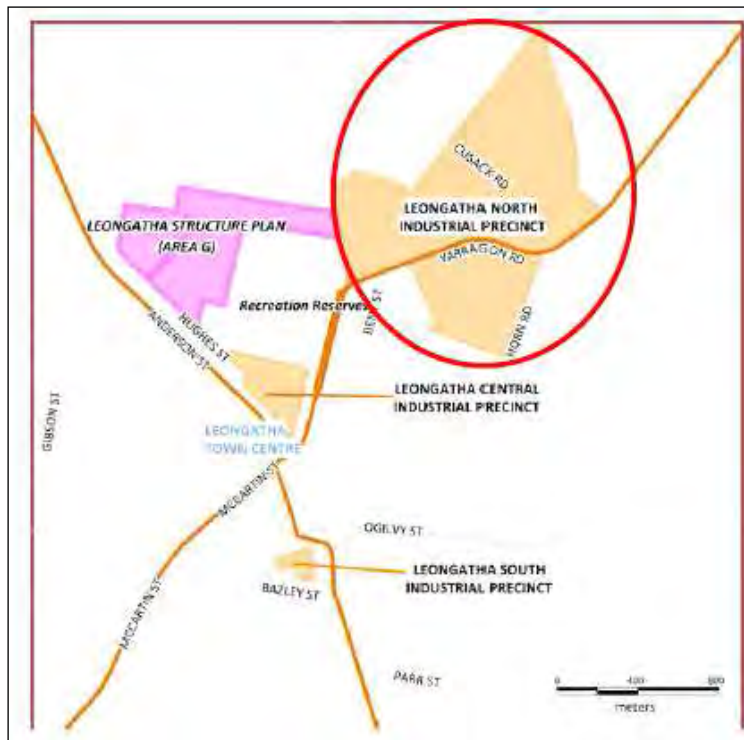 CUSACK RD
LEONGATHA NORTH
INDUSTRIAL PRECINCT
LEONGATHA STRUCTURE PLAN
(AREA G)
YARRAGON RD
Recreation Reserves
BENT ST
HORN RD
HUGHES ST
ANDERSON ST
LEONGATHA CENTRAL
INDUSTRIAL PRECINCT
GIBSON ST
LEONGATHA
TOWN CENTRE
MCCARTIN ST
OGILVY ST
LEONGATHA SOUTH
INDUSTRIAL PRECINCT
BAZLEY ST
MCCARTIN ST
PARR ST
0 400 800
meters